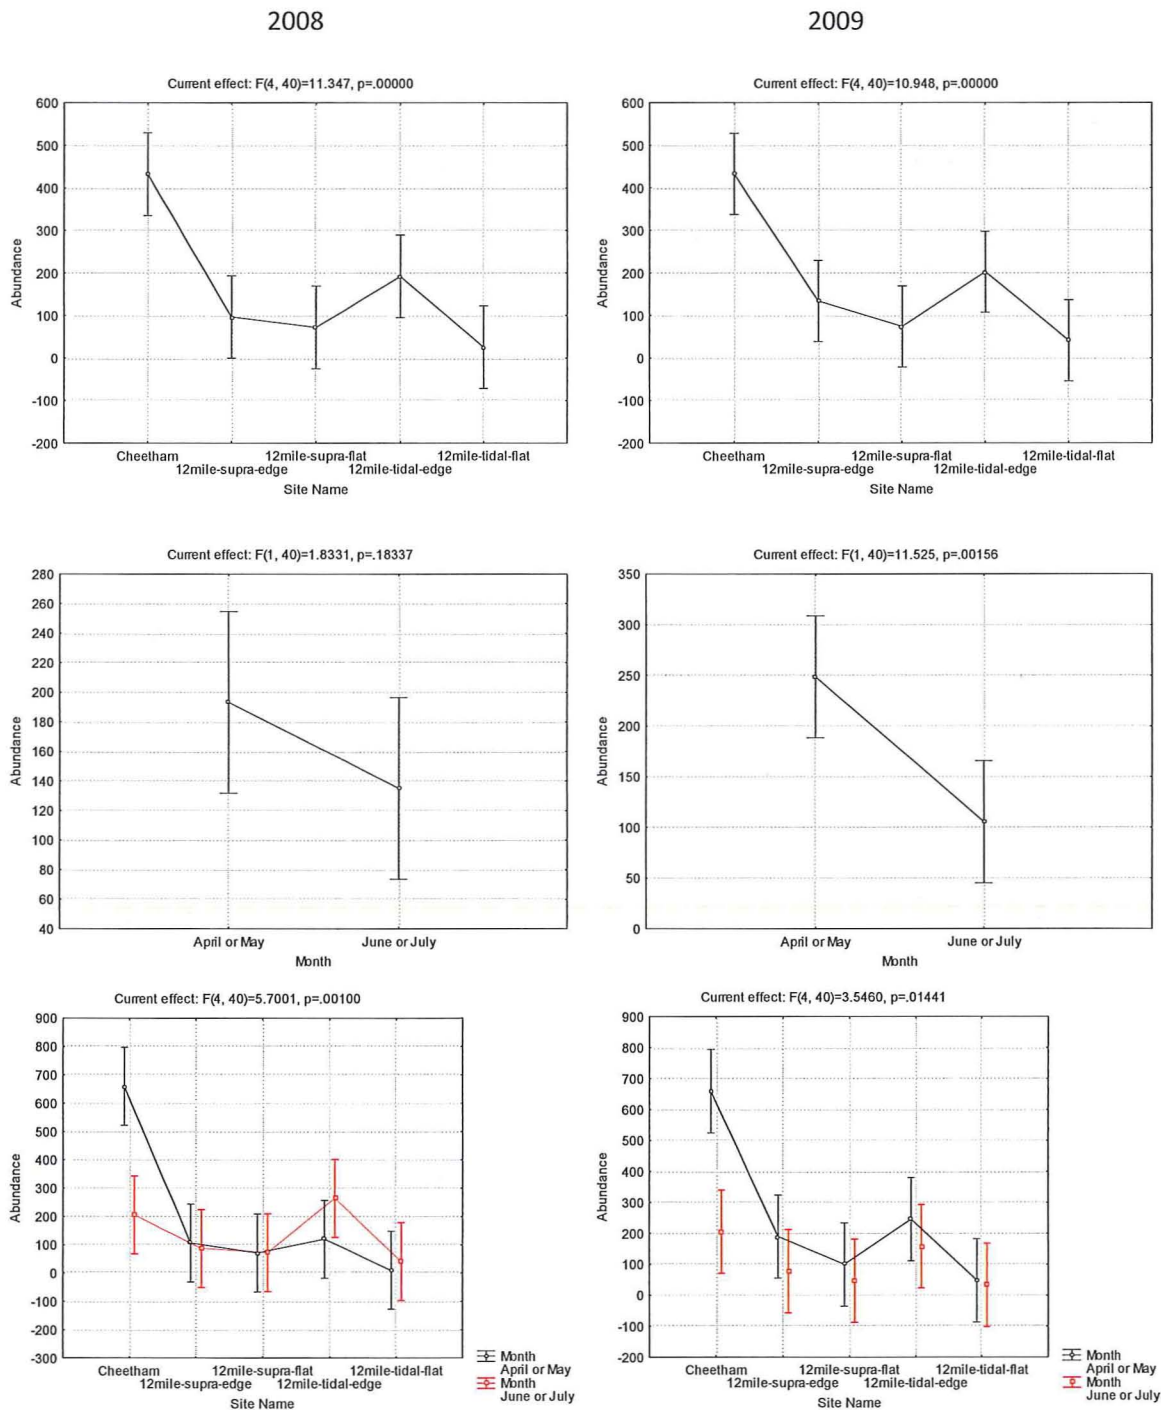 2008
2009
Current effect: F(4, 40)=11.347, p=.00000
600
500
400
300
200
100
0
-100
-200
Abundance
Cheetham
12mile-supra-edge
12mile-supra-flat
12mile-tidal-edge
12mile-tidal-flat
Site Name
Current effect: F(4, 40)=10.948, p=.00000
600
500
400
300
200
100
0
-100
-200
Abundance
Cheetham
12mile-supra-edge
12mile-supra-flat
12mile-tidal-edge
12mile-tidal-flat
Site Name
Current effect: F(1, 40)=1.8331, p=.18337
280
260
240
220
200
180
160
140
120
100
80
60
40
Abundance
April or May
June or July
Month
Current effect: F(1, 40)=11.525, p=.00156
350
300
250
200
150
100
50
0
Abundance
April or May
June or July
Month
Current effect: F(4, 40)=5.7001, p=.00100
900
800
700
600
500
400
300
200
100
0
-100
-200
-300
Abundance
Cheetham
12mile-supra-edge
12mile-supra-flat
12mile-tidal-edge
12mile-tidal-flat
Site Name
Month
April or May
Month
June or July
Current effect: F(4, 40)=3.5460, p=.01441
900
800
700
600
500
400
300
200
100
0
-100
-200
Abundance
Cheetham
12mile-supra-edge
12mile-supra-flat
12mile-tidal-edge
12mile-tidal-flat
Site Name
Month
April or May
Month
June or July